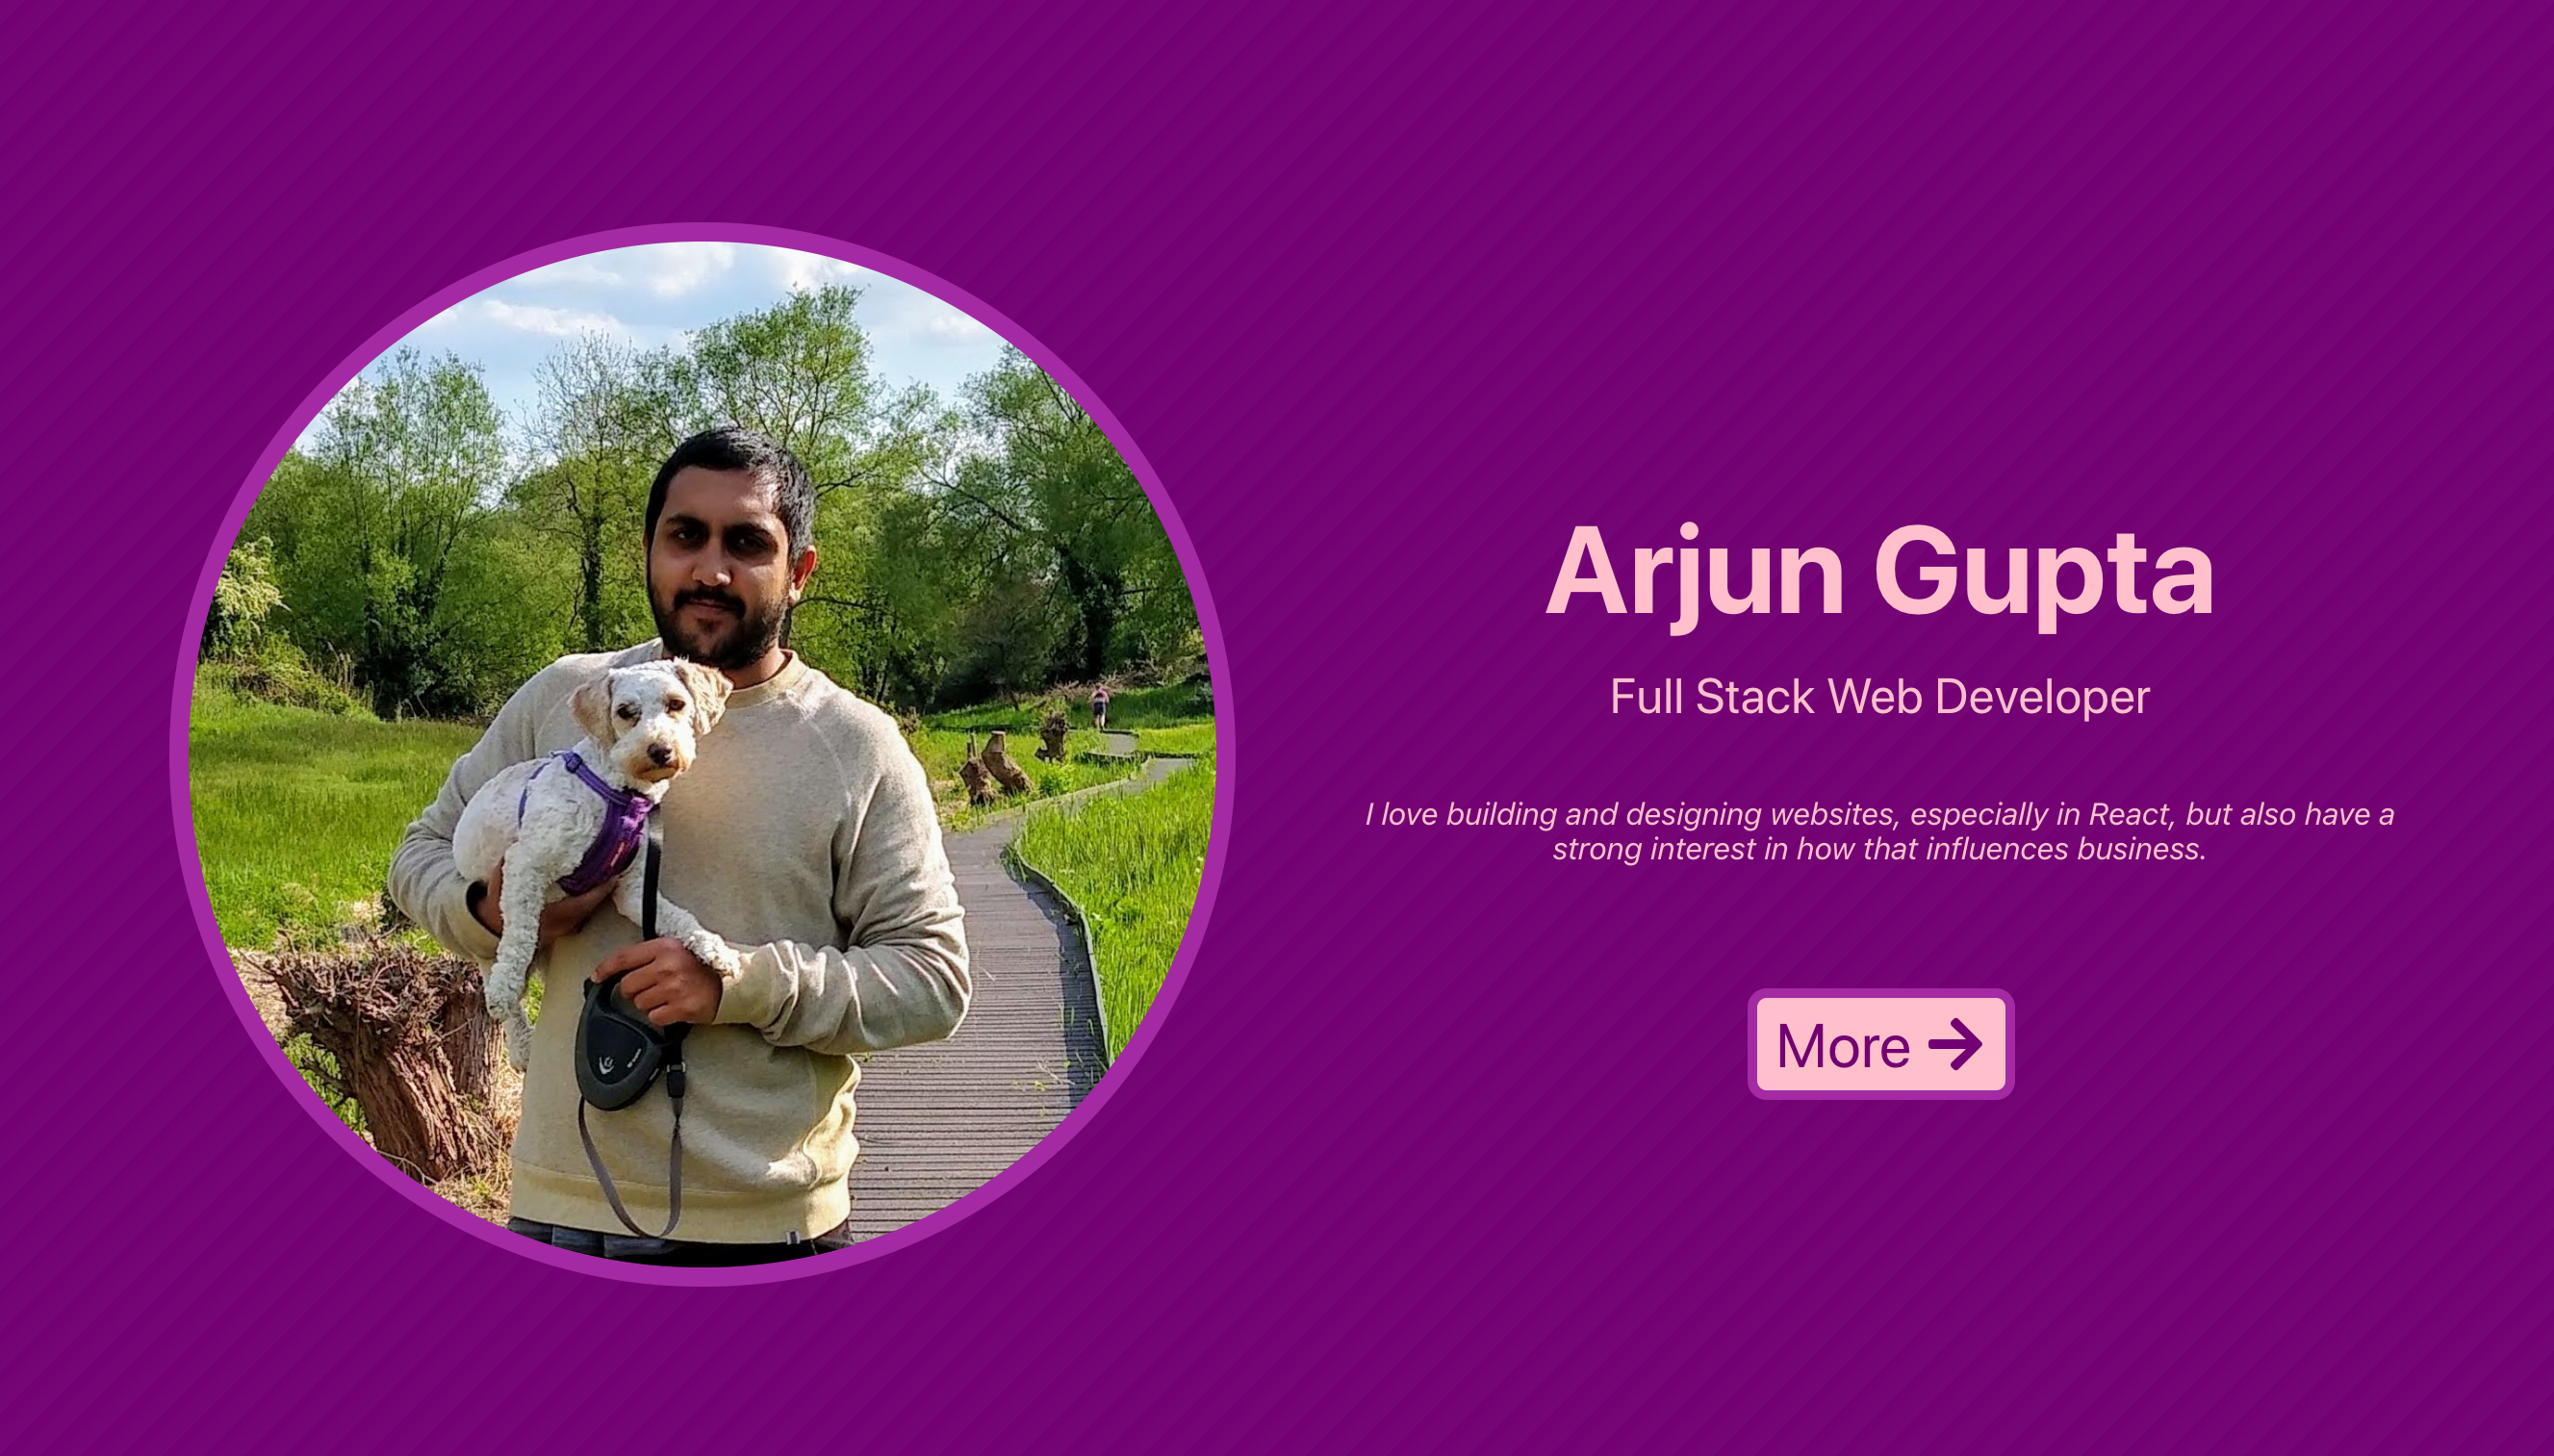 Arjun Gupta
Full Stack Web Developer
I love building and designing websites, especially in React, but also have a
strong interest in how that influences business.
More